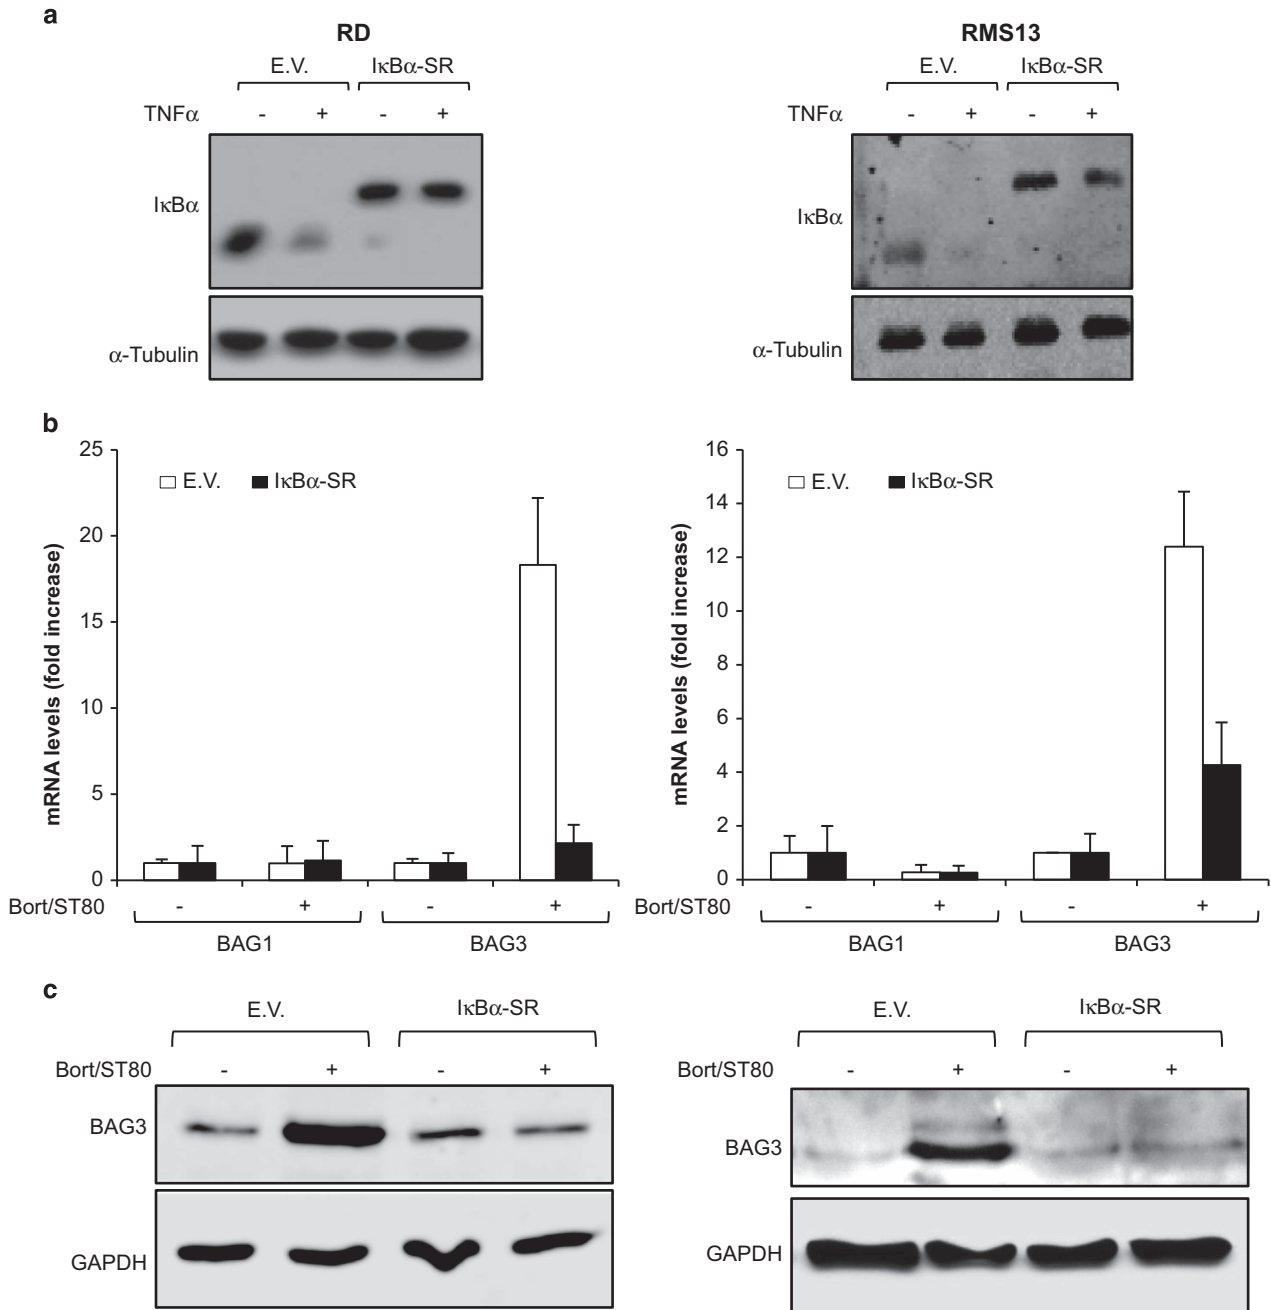 a
RD
E.V. IκBα-SR
TNFα - + - +
IκBα
α-Tubulin
RMS13
E.V. IκBα-SR
TNFα - + - +
IκBα
α-Tubulin
b
mRNA levels (fold increase)
25
20
15
10
5
0
E.V. IκBα-SR
Bort/ST80 - + - +
BAG1 BAG3
mRNA levels (fold increase)
16
14
12
10
8
6
4
2
0
E.V. IκBα-SR
Bort/ST80 - + - +
BAG1 BAG3
c
E.V. IκBα-SR
Bort/ST80 - + - +
BAG3
GAPDH
E.V. IκBα-SR
Bort/ST80 - + - +
BAG3
GAPDH